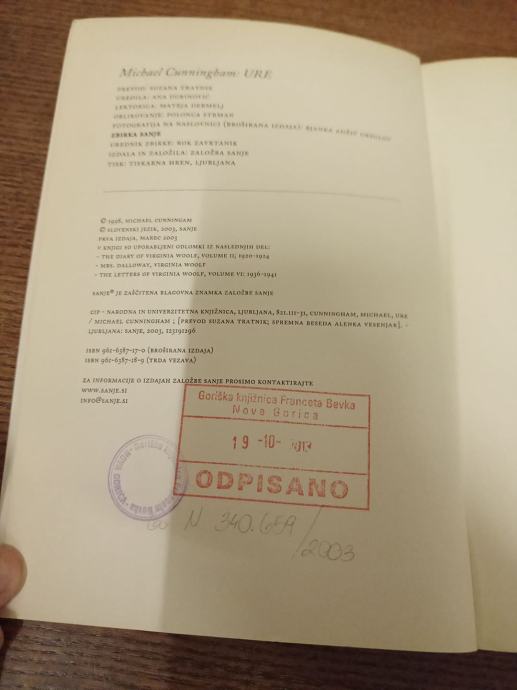 Michael Cunningham: URE
PREVOD: SUZANA TRATNIK
UREDILA: ANA DUŠINOVIĆ
LEKTORICA: MATEJA DERMELJ
OBLIKOVANJE: POLONCA STRMAN
FOTOGRAFIJA NA NASLOVNICI (BROŠIRANA IZDAJA):
ZBIRKA SANJE
UREDNIK ZBIRKE: ROK ZAVRTANIK
IZDALA IN ZALOŽILA: ZALOŽBA SANJE
TISK: TISKARNA HREN, LJUBLJANA
© 1998, MICHAEL CUNNINGAM
© SLOVENSKI JEZIK, 2003, SANJE
PRVA IZDAJA, MAREC 2003
V KNJIGI SO UPORABLJENI ODLOMKI IZ NASLEDNJIH DEL:
- THE DIARY OF VIRGINIA WOOLF, VOLUME II, 1920-1924
- MRS. DALLOWAY, VIRGINIA WOOLF
- THE LETTERS OF VIRGINIA WOOLF, VOLUME VI: 1936-1941
SANJE® JE ZAŠČITENA BLAGOVNA ZNAMKA ZALOŽBE SANJE
CIP - NARODNA IN UNIVERZITETNA KNJIŽNICA, LJUBLJANA, 821.111-31, CUNNINGHAM, MICHAEL, URE
/ MICHAEL CUNNINGHAM ; [PREVOD SUZANA TRATNIK; SPREMNA BESEDA ALENKA VESENJAK]. -
LJUBLJANA: SANJE, 2003, 123191296
ISBN 961-6387-17-0 (BROŠIRANA IZDAJA)
ISBN 961-6387-18-9 (TRDA VEZAVA)
ZA INFORMACIJE O IZDAJAH ZALOŽBE SANJE PROSIMO KONTAKTIRAJTE
WWW.SANJE.SI
INFO@SANJE.SI
Goriška knjižnica Franceta Bevka
Nova Gorica
19 -10-
ODPISANO
N 340.659/2003